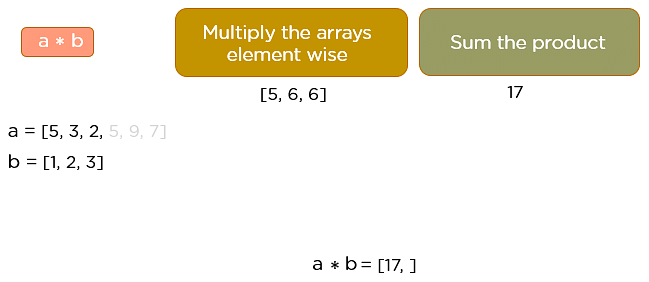 a * b
Multiply the arrays
element wise
Sum the product
[5, 6, 6]
17
a = [5, 3, 2, 5, 9, 7]
b = [1, 2, 3]
a * b = [17, ]